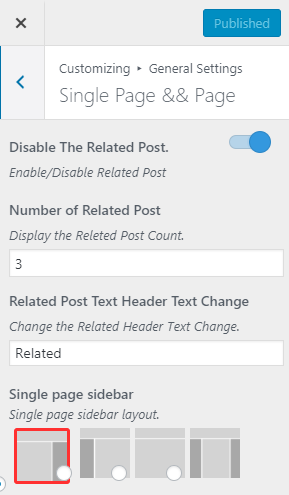 Published
Customizing ▸ General Settings
Single Page && Page
Disable The Related Post.
Enable/Disable Related Post
Number of Related Post
Display the Releted Post Count.
3
Related Post Text Header Text Change
Change the Related Header Text Change.
Related
Single page sidebar
Single page sidebar layout.